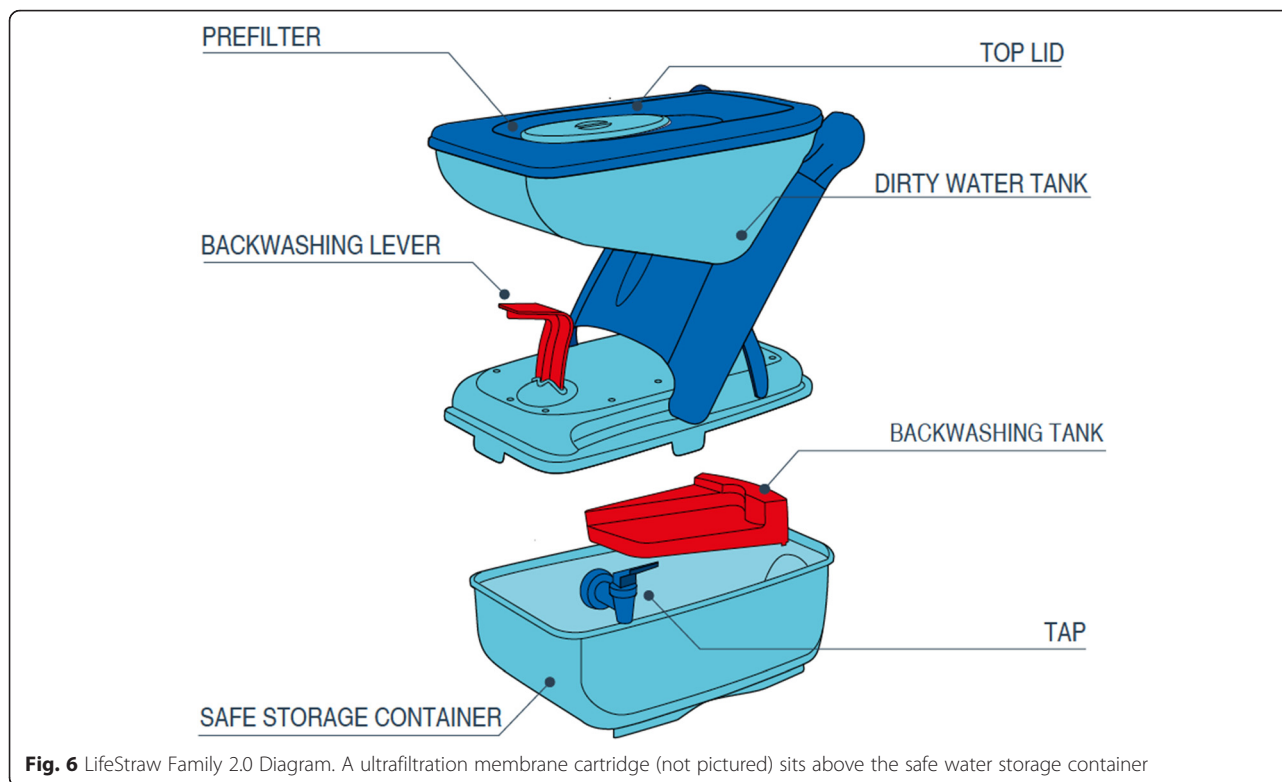 PREFILTER
TOP LID
DIRTY WATER TANK
BACKWASHING LEVER
BACKWASHING TANK
TAP
SAFE STORAGE CONTAINER
Fig. 6 LifeStraw Family 2.0 Diagram. A ultrafiltration membrane cartridge (not pictured) sits above the safe water storage container